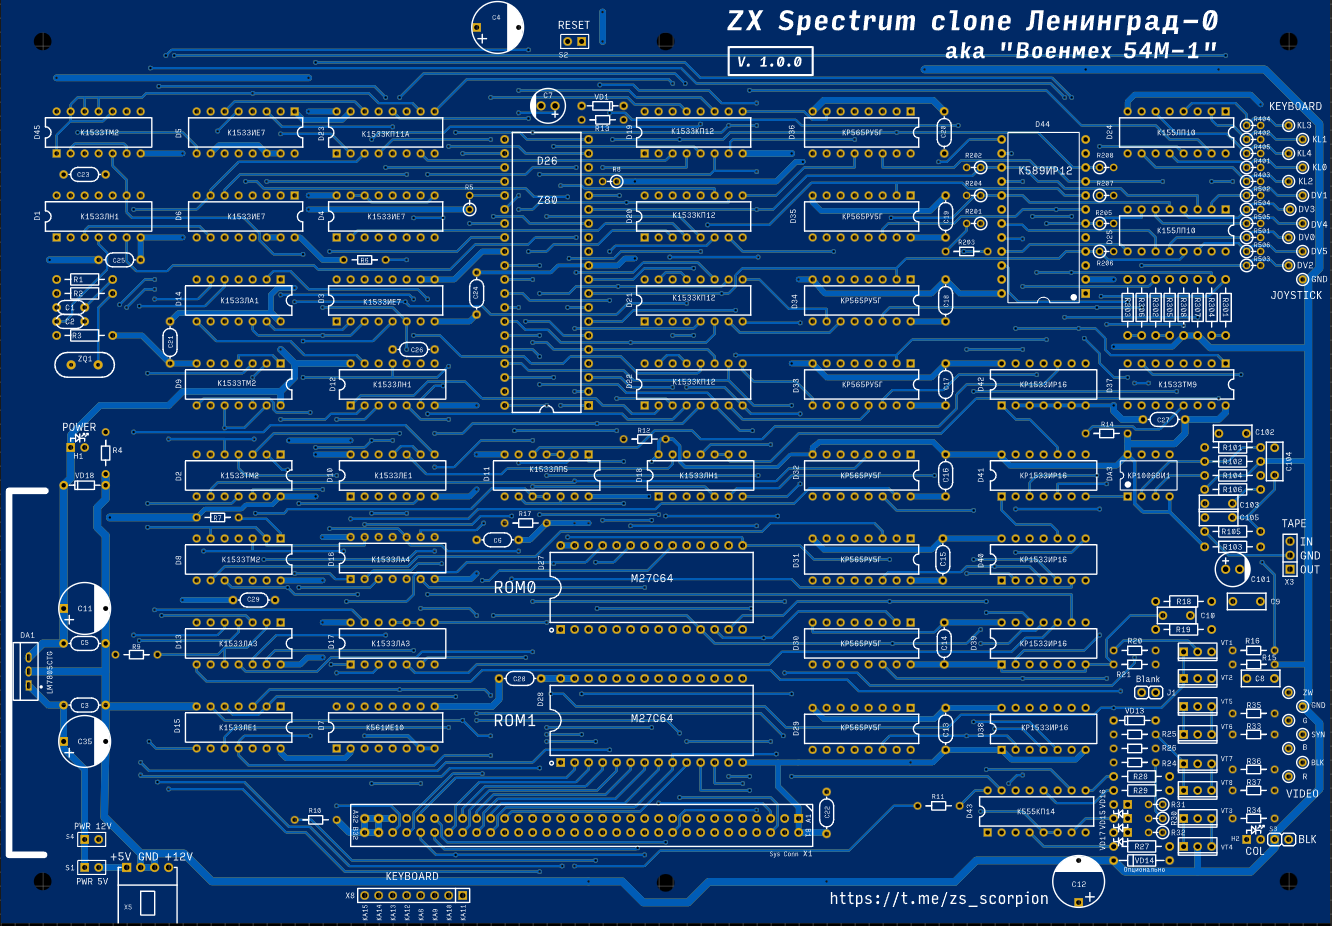 ZX Spectrum clone Ленинград-0
aka "Военмех 54М-1"
V. 1.0.0
C4
RESET
S2
C7
VD1
R13
KEYBOARD
D45
К1533ТМ2
D5
К1533ИЕ7
D23
К1533КП11А
D26
Z80
D19
К1533КП12
D36
КР565РУ5Г
C20
D44
К589ИР12
D24
К155ЛП10
R404
R402
R405
R401
R403
R502
R504
R505
R501
R506
R503
KL3
KL1
KL4
KL0
KL2
DV1
DV3
DV4
DV0
DV5
DV2
GND
JOYSTICK
C23
R5
R8
R202
R204
R201
R203
R208
R207
R205
R206
D1
К1533ЛН1
D6
К1533ИЕ7
D4
К1533ИЕ7
D20
К1533КП12
D35
КР565РУ5Г
C19
D25
К155ЛП10
C25
R6
R1
R2
C1
C2
R3
ZQ1
C21
D14
К1533ЛА1
D3
К1533ИЕ7
C24
C26
D21
К1533КП12
D34
КР565РУ5Г
C18
D9
К1533ТМ2
D12
К1533ЛН1
D22
К1533КП12
D33
КР565РУ5Г
C17
D42
КР1533ИР16
D37
К1533ТМ9
C27
R14
R12
POWER
H1
R4
VD18
D2
К1533ТМ2
D10
К1533ЛЕ1
D11
К1533ЛП5
D18
К1533ЛН1
D32
КР565РУ5Г
C16
D41
КР1533ИР16
DA3
КР1006ВИ1
C102
R101
R102
R104
R106
C104
C103
C105
R105
R103
C101
TAPE
IN
GND
OUT
X3
R7
R17
C6
D8
К1533ТМ2
D16
К1533ЛА4
D27
ROM0
M27C64
D31
КР565РУ5Г
C15
D40
КР1533ИР16
C29
C11
C5
DA1
LM7805CTG
R9
C3
C35
D13
К1533ЛА3
D17
К1533ЛА3
D30
КР565РУ5Г
C14
D39
КР1533ИР16
R18
C10
R19
C9
R20
R21
VT1
VT2
R16
R15
C8
Blank
J1
C28
D28
ROM1
M27C64
D15
К1533ЛЕ1
D7
К561ИЕ10
D29
КР565РУ5Г
C13
D38
КР1533ИР16
VD13
R25
R26
R24
R28
R29
VT5
VT6
VT7
VT8
VT3
VT4
R35
R33
R36
R37
R34
ZW
GND
G
SYN
B
BLK
R
VIDEO
R10
R11
C22
Sys Conn X1
D43
К555КП14
VD16
VD15
VD17
R31
R30
R32
R27
VD14
Опционально
H2
COL
S3
BLK
PWR 12V
S4
+5V GND +12V
S1
PWR 5V
X5
KEYBOARD
X8
KA15
KA14
KA13
KA12
KA8
KA9
KA10
KA11
C12
https://t.me/zs_scorpion